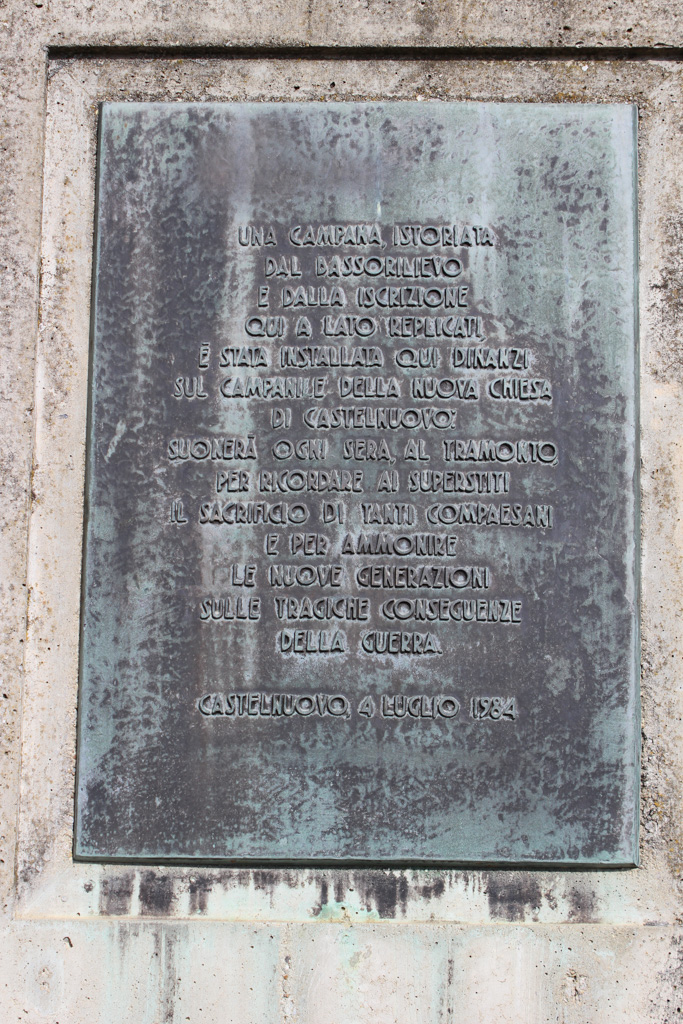 UNA CAMPANA, ISTORIATA
DAL BASSORILIEVO
E DALLA ISCRIZIONE
QUI A LATO REPLICATI,
È STATA INSTALLATA QUI DINANZI
SUL CAMPANILE DELLA NUOVA CHIESA
DI CASTELNUOVO:
SUONERÀ OGNI SERA, AL TRAMONTO,
PER RICORDARE AI SUPERSTITI
IL SACRIFICIO DI TANTI COMPAESANI
E PER AMMONIRE
LE NUOVE GENERAZIONI
SULLE TRAGICHE CONSEGUENZE
DELLA GUERRA.
CASTELNUOVO, 4 LUGLIO 1984